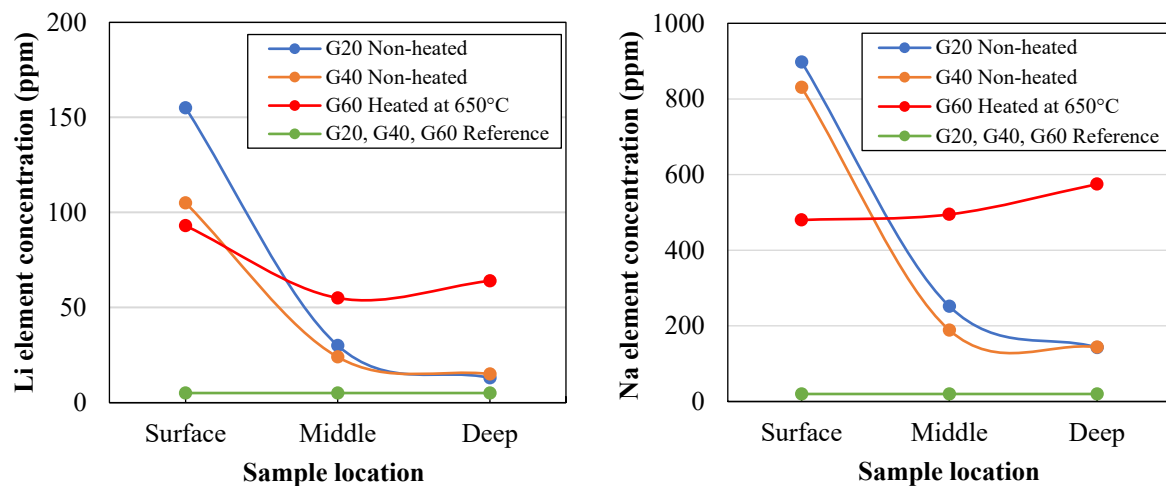 Li element concentration (ppm)
200
150
100
50
0
G20 Non-heated
G40 Non-heated
G60 Heated at 650°C
G20, G40, G60 Reference
Surface Middle Deep
Sample location
Na element concentration (ppm)
1000
800
600
400
200
0
G20 Non-heated
G40 Non-heated
G60 Heated at 650°C
G20, G40, G60 Reference
Surface Middle Deep
Sample location